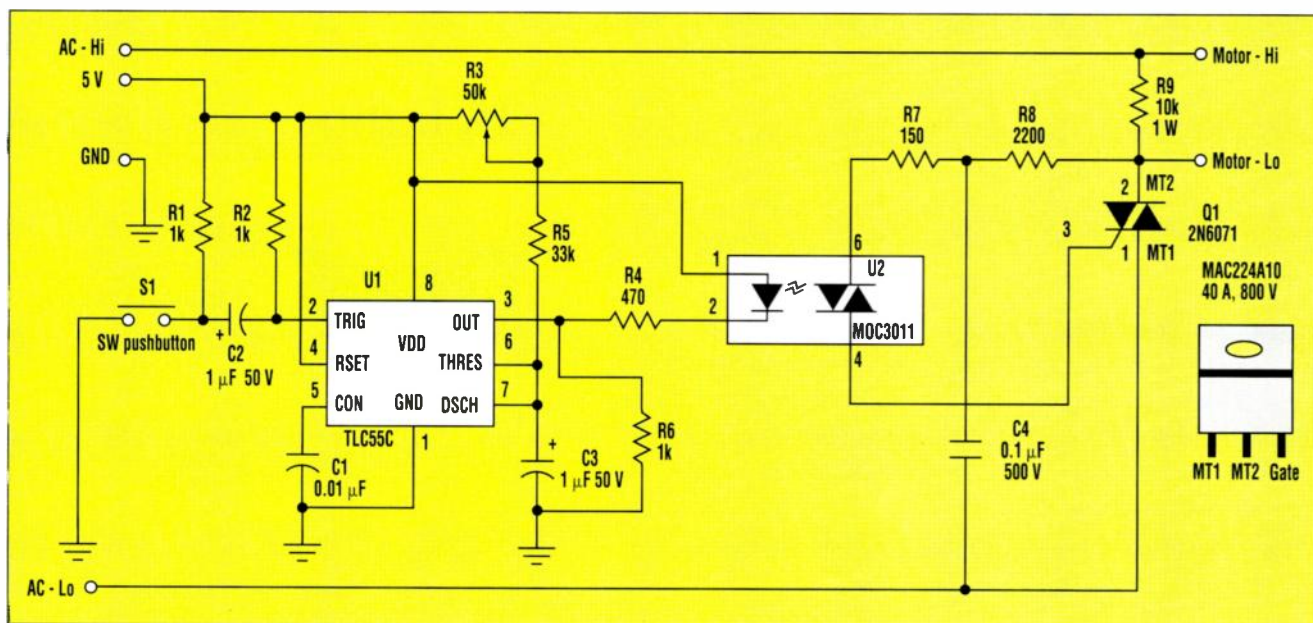 AC - Hi
5 V
GND
R1
1k
R2
1k
S1
SW pushbutton
+
C2
1 µF 50 V
R3
50k
R5
33k
U1
8
2
TRIG
OUT
3
VDD
4
RSET
THRES
6
5
CON
GND
DSCH
7
TLC55C
1
C1
0.01 µF
+
C3
1 µF 50 V
R4
470
R6
1k
1
2
U2
MOC3011
6
4
R7
150
R8
2200
C4
0.1 µF
500 V
Motor - Hi
R9
10k
1 W
Motor - Lo
2
MT2
3
1
MT1
Q1
2N6071
MAC224A10
40 A, 800 V
MT1 MT2 Gate
AC - Lo